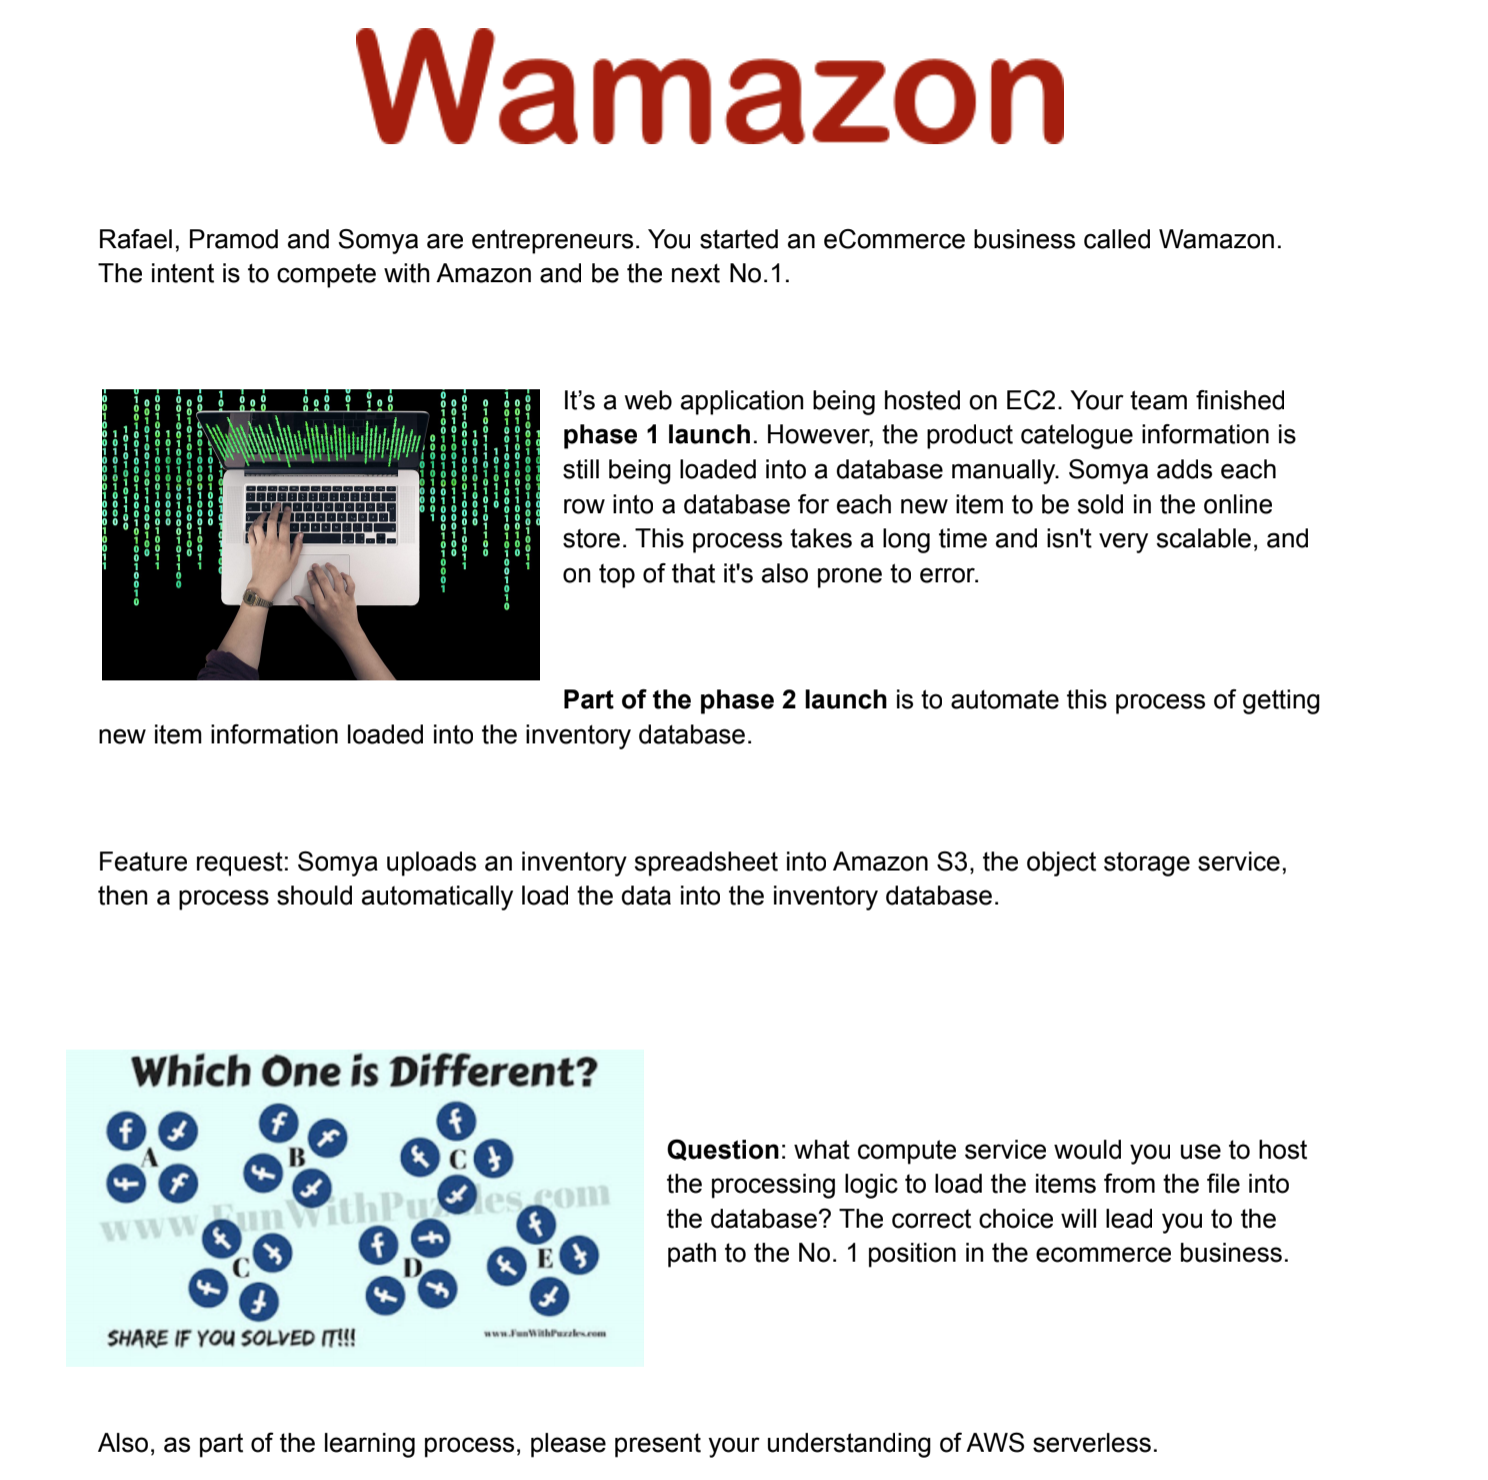 Wamazon
Rafael, Pramod and Somya are entrepreneurs. You started an eCommerce business called Wamazon.
The intent is to compete with Amazon and be the next No.1.
It’s a web application being hosted on EC2. Your team finished
phase 1 launch. However, the product catelogue information is
still being loaded into a database manually. Somya adds each
row into a database for each new item to be sold in the online
store. This process takes a long time and isn't very scalable, and
on top of that it's also prone to error.
Part of the phase 2 launch is to automate this process of getting
new item information loaded into the inventory database.
Feature request: Somya uploads an inventory spreadsheet into Amazon S3, the object storage service,
then a process should automatically load the data into the inventory database.
Which One is Different?
A
B
C
www.FunWithPuzzles.com
C
D
E
SHARE IF YOU SOLVED IT!!!
www.FunWithPuzzles.com
Question: what compute service would you use to host
the processing logic to load the items from the file into
the database? The correct choice will lead you to the
path to the No. 1 position in the ecommerce business.
Also, as part of the learning process, please present your understanding of AWS serverless.